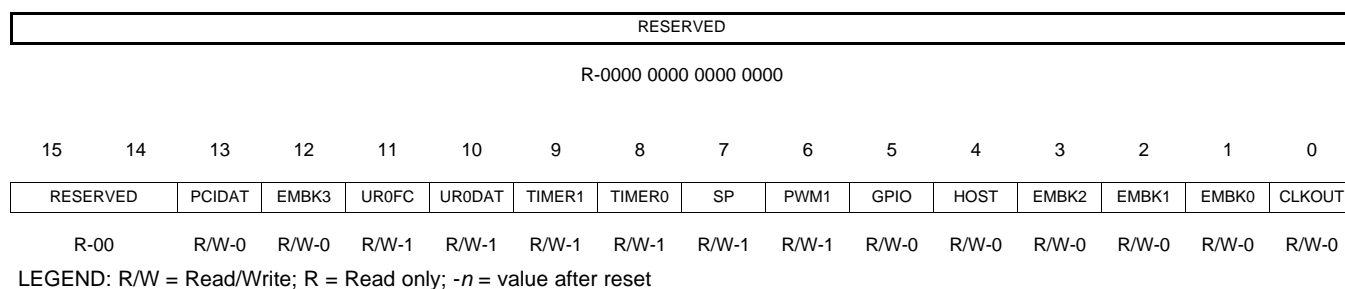 RESERVED
R-0000 0000 0000 0000
15 14 13 12 11 10 9 8 7 6 5 4 3 2 1 0
RESERVED PCIDAT EMBK3 UR0FC UR0DAT TIMER1 TIMER0 SP PWM1 GPIO HOST EMBK2 EMBK1 EMBK0 CLKOUT
R-00 R/W-0 R/W-0 R/W-1 R/W-1 R/W-1 R/W-1 R/W-1 R/W-1 R/W-0 R/W-0 R/W-0 R/W-0 R/W-0 R/W-0
LEGEND: R/W = Read/Write; R = Read only; -n = value after reset